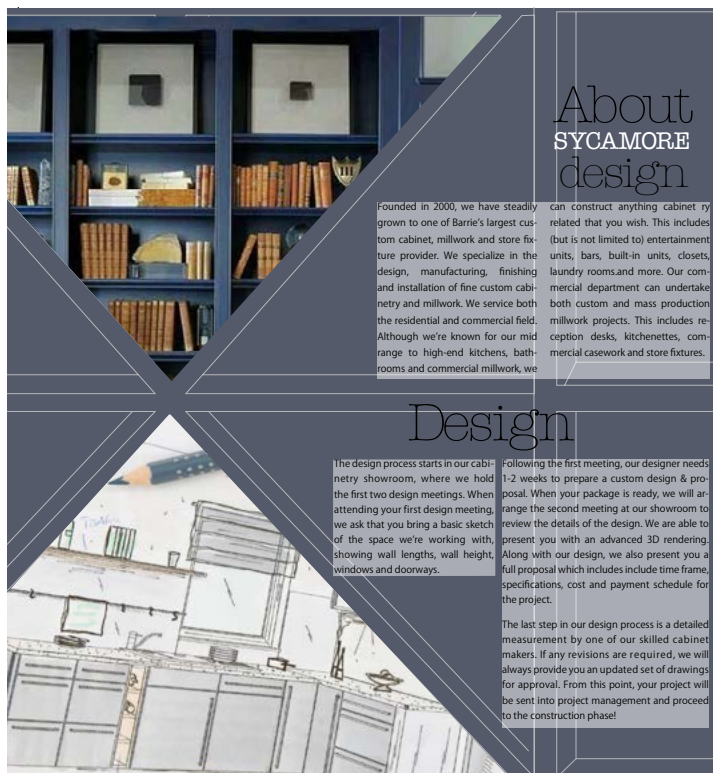 About
SYCAMORE
design
Founded in 2000, we have steadily
grown to one of Barrie's largest cus-
tom cabinet, millwork and store fix-
ture provider. We specialize in the
design, manufacturing, finishing
and installation of fine custom cabi-
netry and millwork. We service both
the residential and commercial field.
Although we're known for our mid
range to high-end kitchens, bath-
rooms and commercial millwork, we
can construct anything cabinet ry
related that you wish. This includes
(but is not limited to) entertainment
units, bars, built-in units, closets,
laundry rooms.and more. Our com-
mercial department can undertake
both custom and mass production
millwork projects. This includes re-
ception desks, kitchenettes, com-
mercial casework and store fixtures.
Design
The design process starts in our cabi-
netry showroom, where we hold
the first two design meetings. When
attending your first design meeting,
we ask that you bring a basic sketch
of the space we're working with,
showing wall lengths, wall height,
windows and doorways.
Following the first meeting, our designer needs
1-2 weeks to prepare a custom design & pro-
posal. When your package is ready, we will ar-
range the second meeting at our showroom to
review the details of the design. We are able to
present you with an advanced 3D rendering.
Along with our design, we also present you a
full proposal which includes include time frame,
specifications, cost and payment schedule for
the project.
The last step in our design process is a detailed
measurement by one of our skilled cabinet
makers. If any revisions are required, we will
always provide you an updated set of drawings
for approval. From this point, your project will
be sent into project management and proceed
to the construction phase!